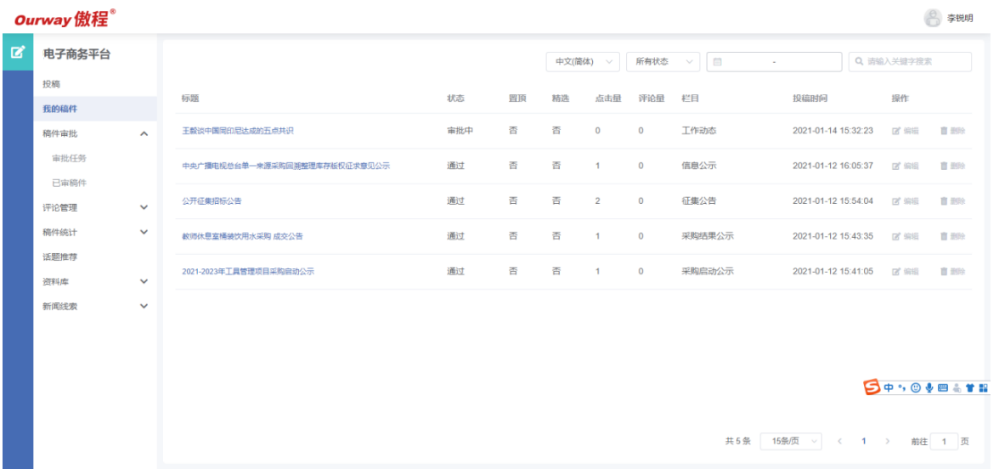 Ourway 傲程®
李锐明
电子商务平台
投稿
我的稿件
稿件审批
审批任务
已审稿件
评论管理
稿件统计
话题推荐
资料库
新闻线索
中文(简体) 所有状态 - 请输入关键字搜索
标题 状态 置顶 精选 点击量 评论量 栏目 投稿时间 操作
王毅谈中国同印尼达成的五点共识 审批中 否 否 0 0 工作动态 2021-01-14 15:32:23 编辑 删除
中央广播电视总台单一来源采购回溯整理库存版权征求意见公示 通过 否 否 1 0 信息公示 2021-01-12 16:05:37 编辑 删除
公开征集招标公告 通过 否 否 2 0 征集公告 2021-01-12 15:54:04 编辑 删除
教师休息室桶装饮用水采购 成交公告 通过 否 否 1 0 采购结果公示 2021-01-12 15:43:35 编辑 删除
2021-2023年工具管理项目采购启动公示 通过 否 否 1 0 采购启动公示 2021-01-12 15:41:05 编辑 删除
中
共 5 条 15条/页 1 前往 1 页